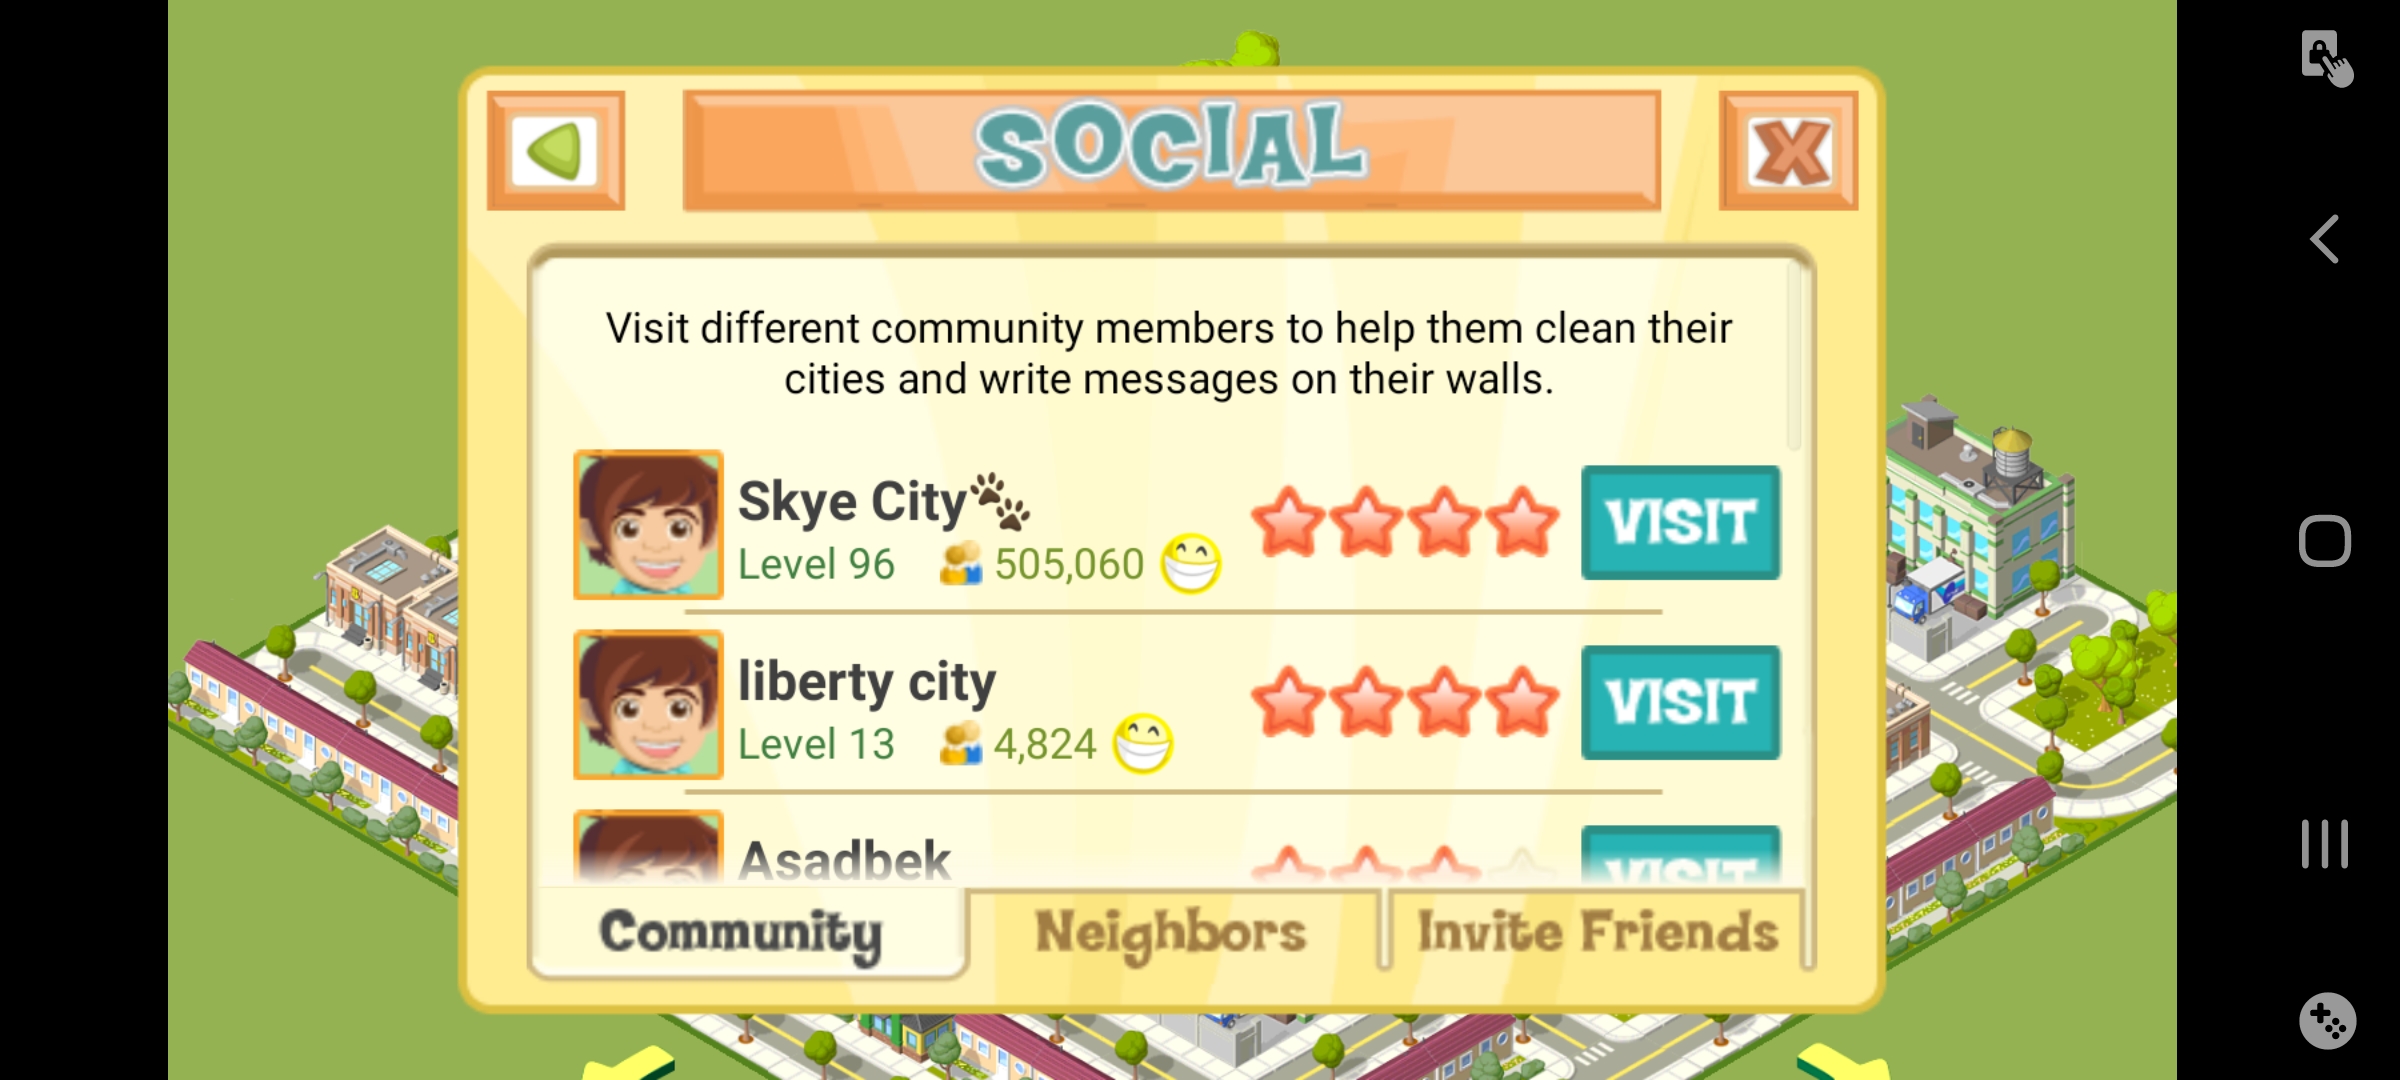 SOCIAL
Visit different community members to help them clean their
cities and write messages on their walls.
Skye City🐾
Level 96 505,060
VISIT
liberty city
Level 13 4,824
VISIT
Asadbek
VISIT
Community Neighbors Invite Friends